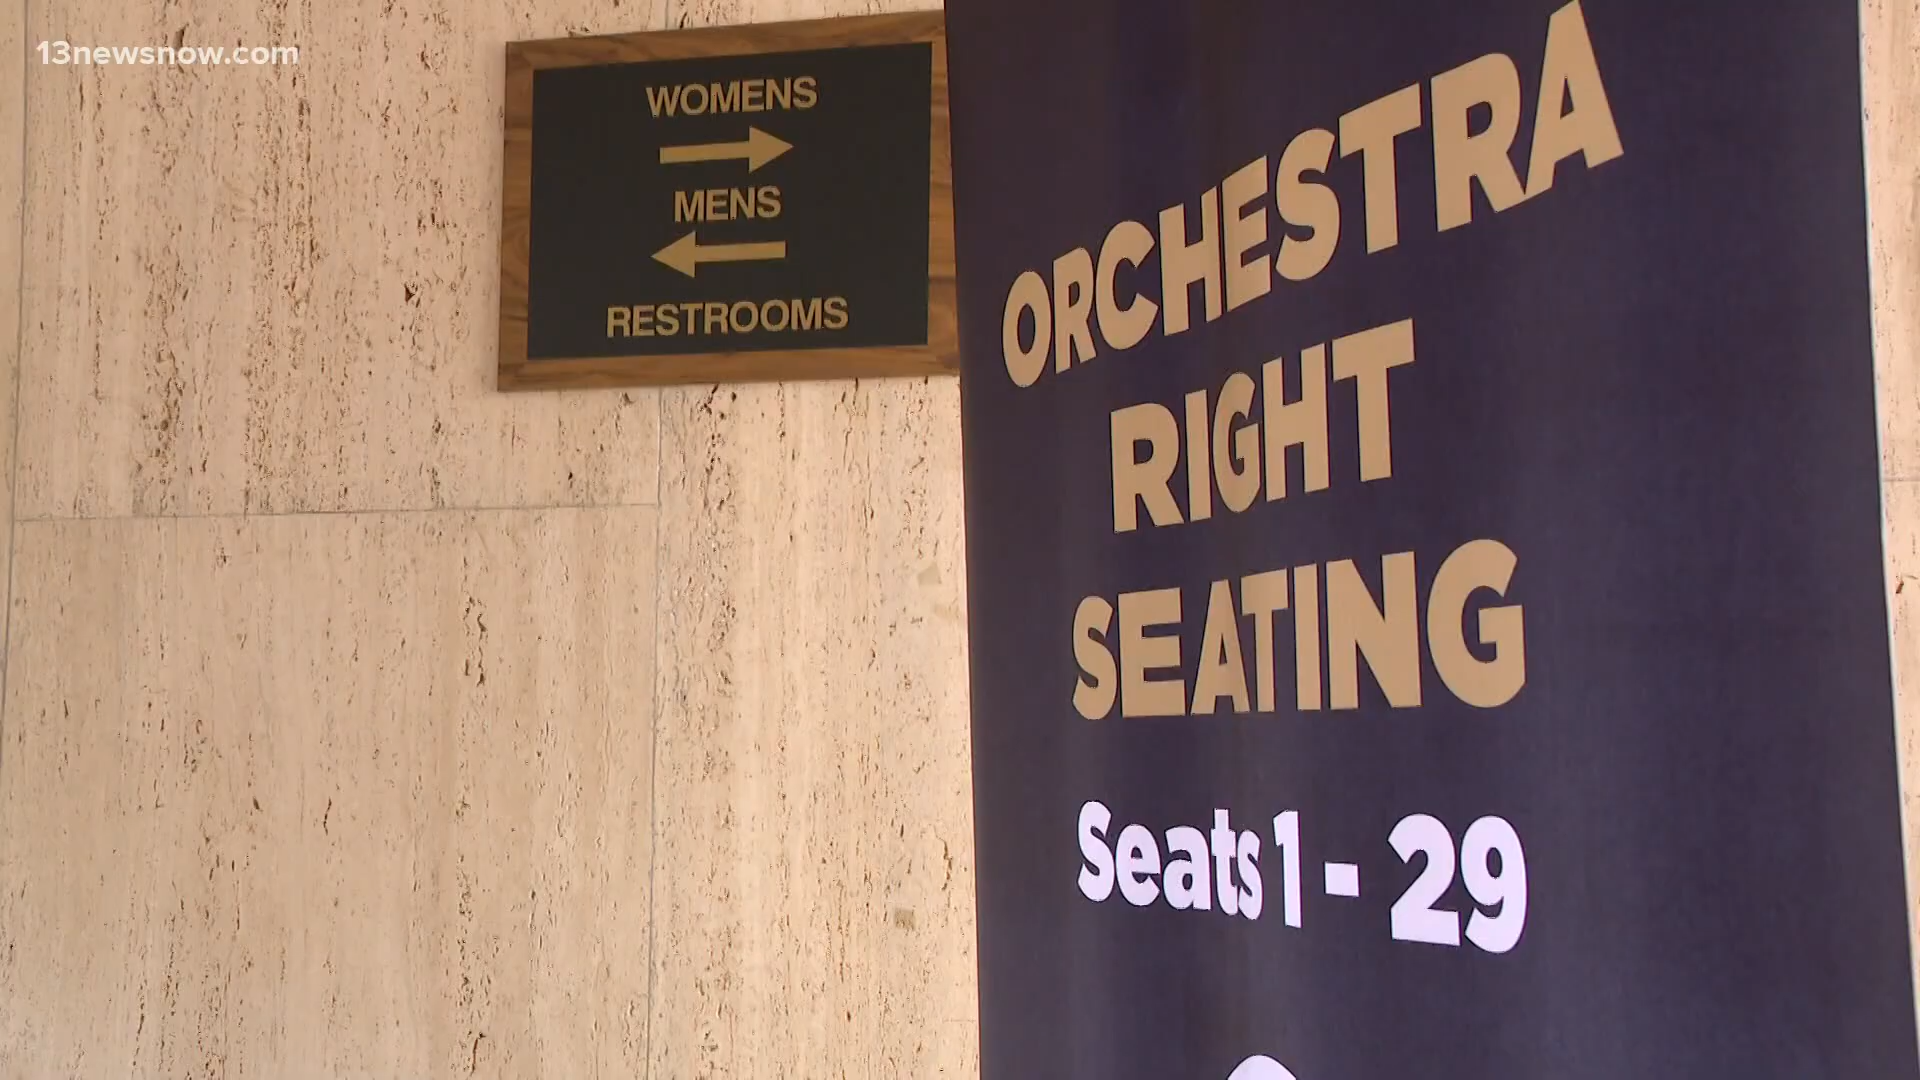 13newsnow.com
WOMENS
MENS
RESTROOMS
ORCHESTRA
RIGHT
SEATING
Seats 1 - 29